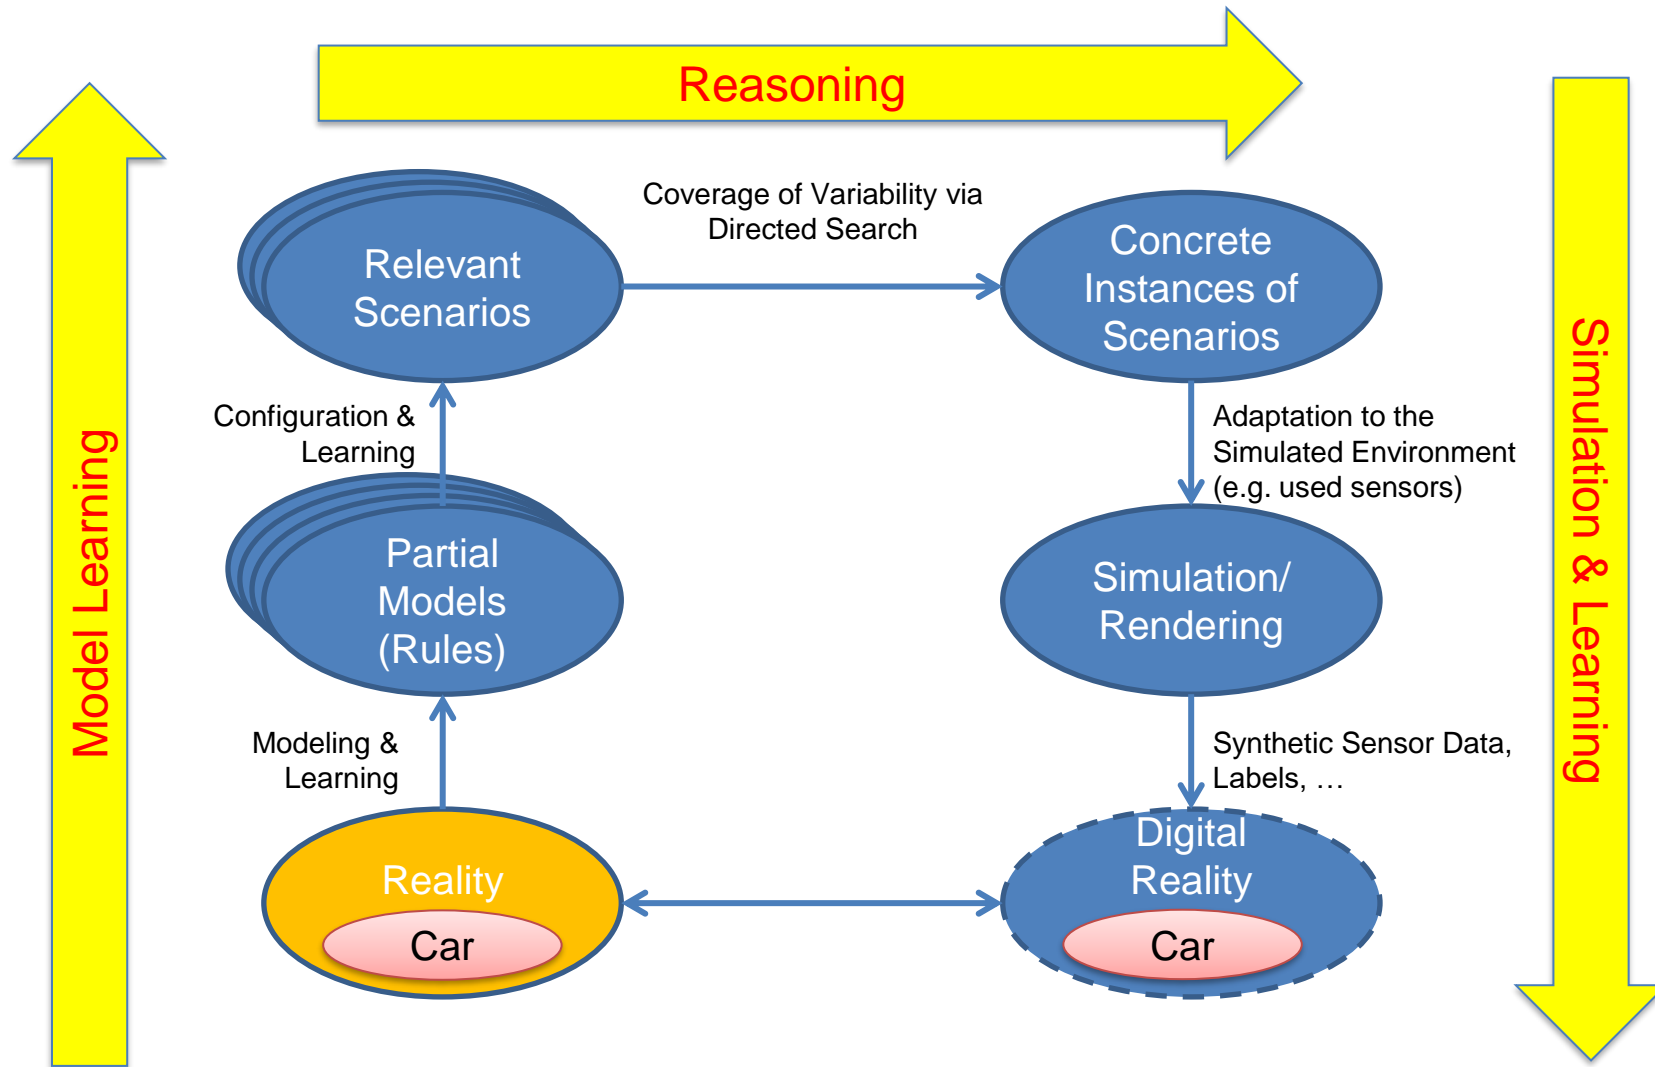 Reasoning
Model Learning
Relevant
Scenarios
Coverage of Variability via
Directed Search
Concrete
Instances of
Scenarios
Configuration &
Learning
Adaptation to the
Simulated Environment
(e.g. used sensors)
Partial
Models
(Rules)
Simulation/
Rendering
Modeling &
Learning
Synthetic Sensor Data,
Labels, …
Reality
Car
Digital
Reality
Car
Simulation & Learning